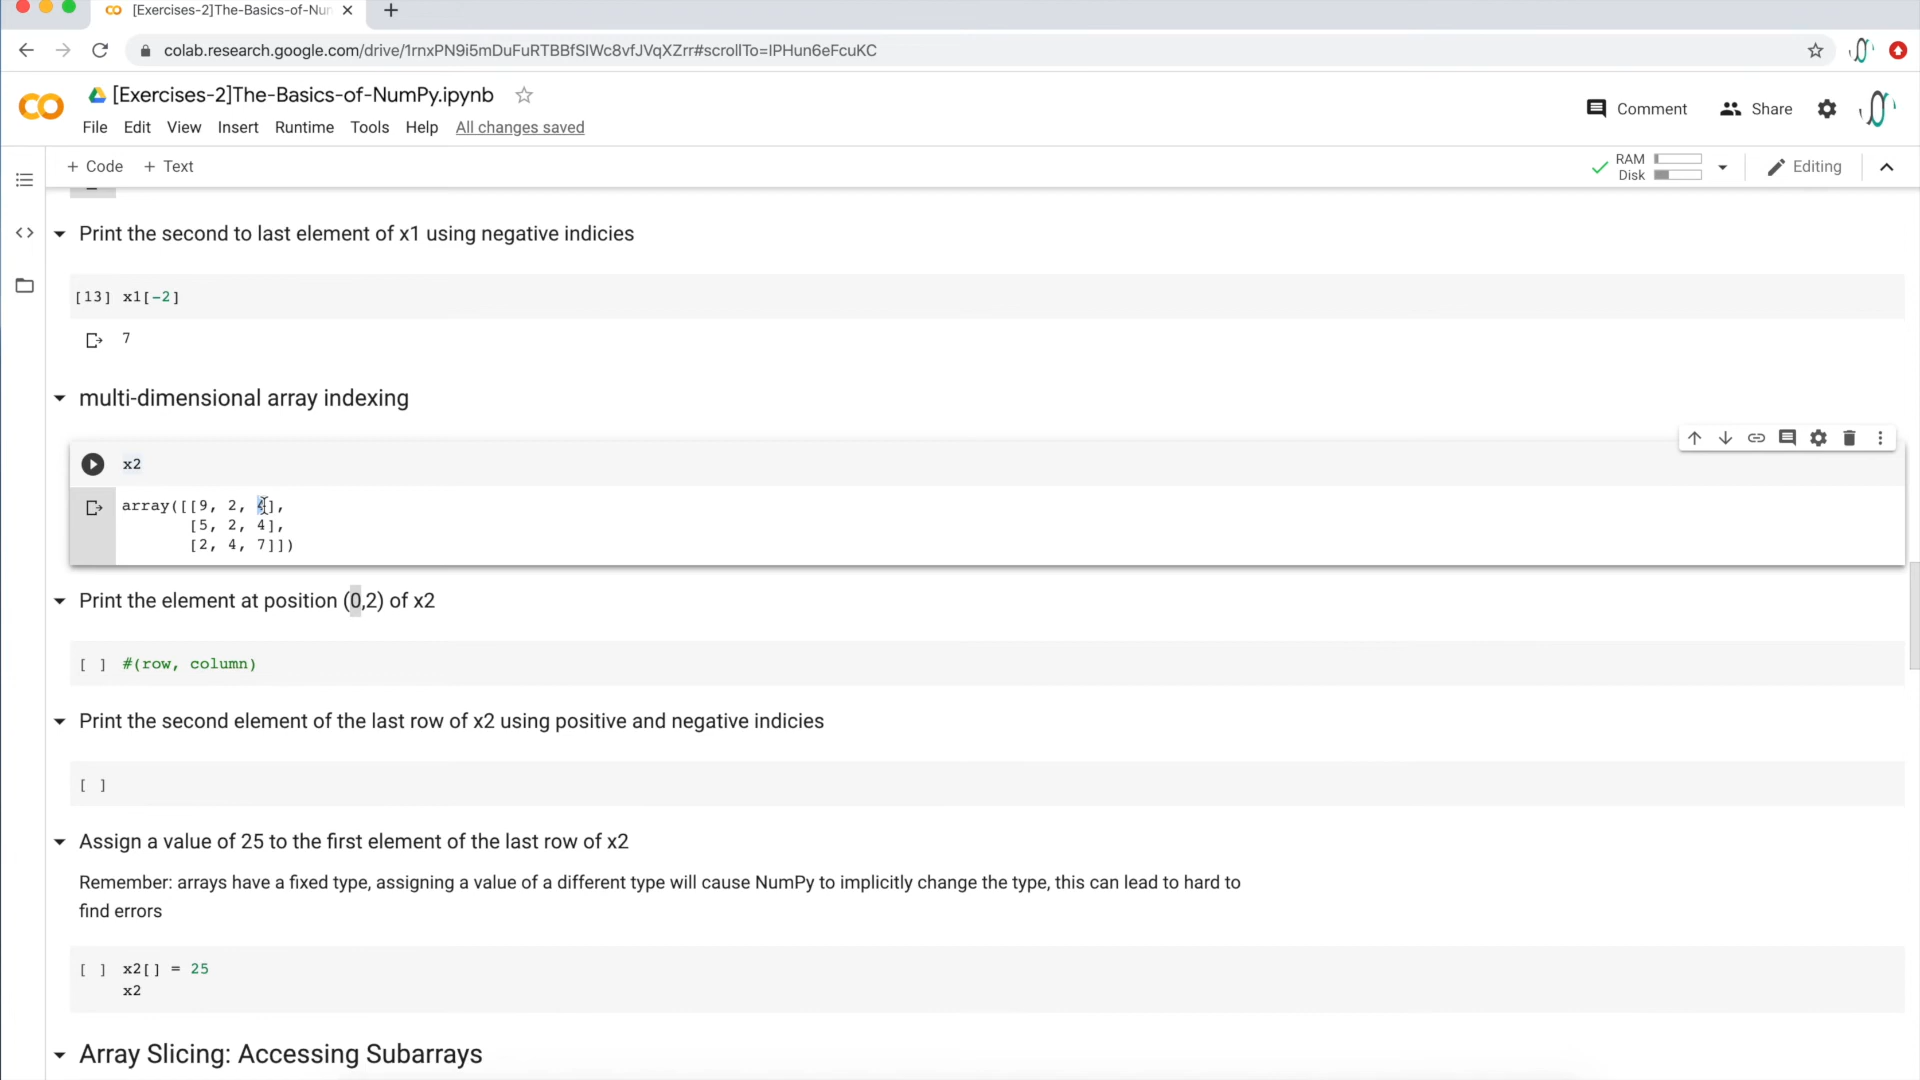 [Exercises-2]The-Basics-of-Nun
colab.research.google.com/drive/1rnxPN9i5mDuFuRTBBfSlWc8vfJVqXZrr#scrollTo=IPHun6eFcuKC
[Exercises-2]The-Basics-of-NumPy.ipynb
Comment
Share
File Edit View Insert Runtime Tools Help All changes saved
+ Code + Text
RAM
Disk
Editing
Print the second to last element of x1 using negative indicies
[13] x1[-2]
7
multi-dimensional array indexing
x2
array([[9, 2, ],
[5, 2, 4],
[2, 4, 7]])
Print the element at position (0,2) of x2
[ ] #(row, column)
Print the second element of the last row of x2 using positive and negative indicies
[ ]
Assign a value of 25 to the first element of the last row of x2
Remember: arrays have a fixed type, assigning a value of a different type will cause NumPy to implicitly change the type, this can lead to hard to
find errors
[ ] x2[] = 25
x2
Array Slicing: Accessing Subarrays